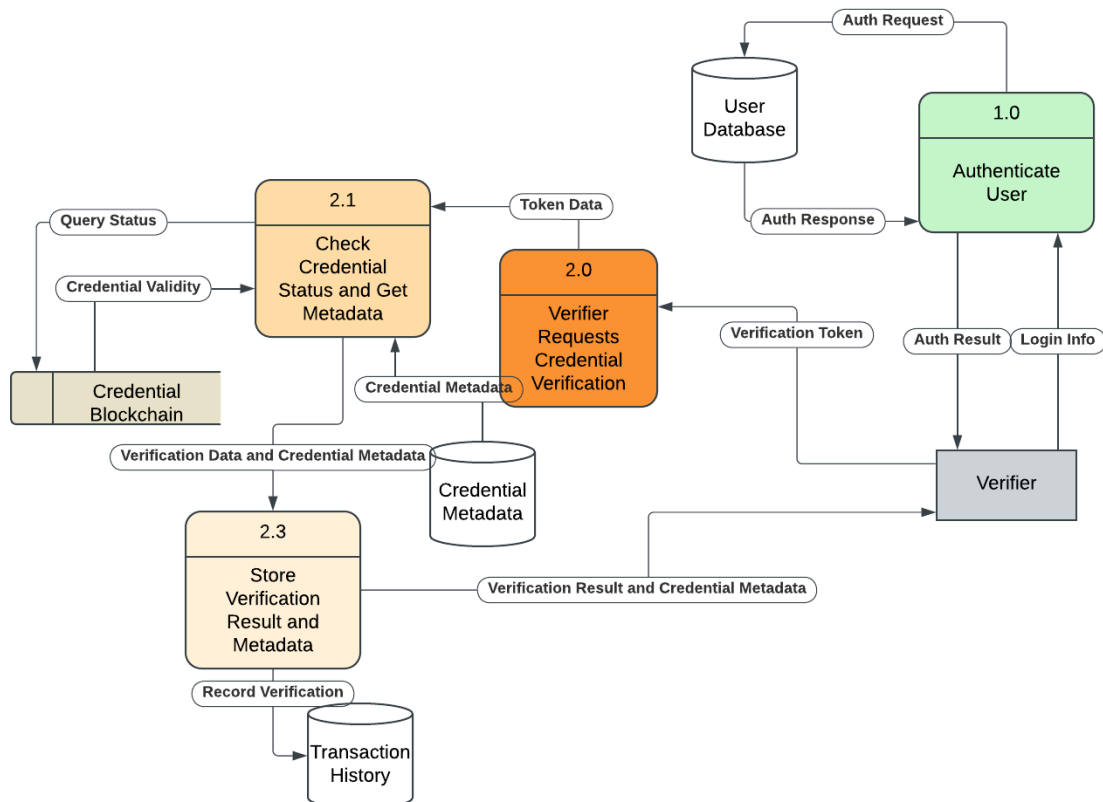 Auth Request
User
Database
1.0
Authenticate
User
Auth Response
2.1
Check
Credential
Status and Get
Metadata
Query Status
Token Data
Credential Validity
2.0
Verifier
Requests
Credential
Verification
Verification Token
Auth Result
Login Info
Credential
Blockchain
Credential Metadata
Verification Data and Credential Metadata
Credential
Metadata
Verifier
2.3
Store
Verification
Result and
Metadata
Verification Result and Credential Metadata
Record Verification
Transaction
History